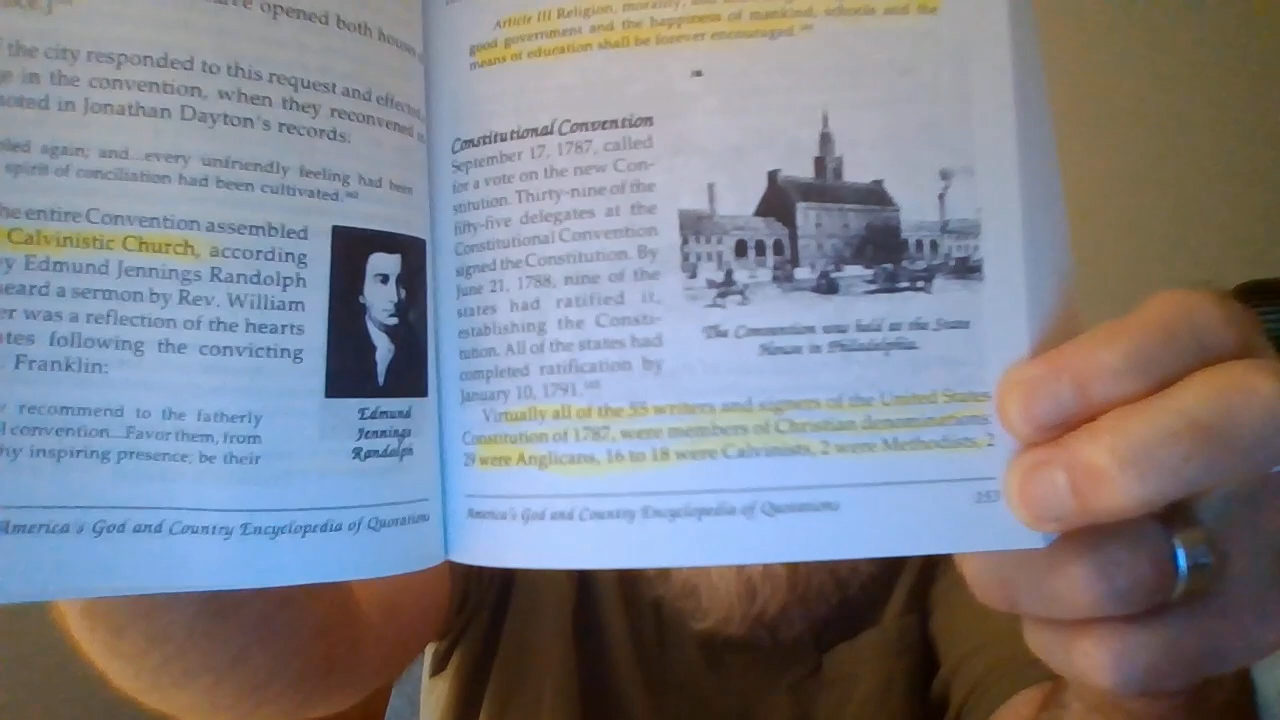 ve opened both house
the city responded to this request and effected
e in the convention, when they reconvened
noted in Jonathan Dayton's records:
led again; and...every unfriendly feeling had been
spirit of conciliation had been cultivated.
he entire Convention assembled
Calvinistic Church, according
y Edmund Jennings Randolph
heard a sermon by Rev. William
er was a reflection of the hearts
tes following the convicting
Franklin:
recommend to the fatherly
convention...Favor them, from
hy inspiring presence; be their
Edmund
Jennings
Randolph
America's God and Country Encyclopedia of Quotations
Article III Religion, morality,
good government and the happiness of mankind, schools and the
means of education shall be forever encouraged.
Constitutional Convention
September 17, 1787, called
for a vote on the new Con-
stitution. Thirty-nine of the
fifty-five delegates at the
Constitutional Convention
signed the Constitution. By
June 21, 1788, nine of the
states had ratified it,
establishing the Consti-
tution. All of the states had
completed ratification by
January 10, 1791.
The Convention was held at the State
House in Philadelphia.
Virtually all of the 55 writers and signers of the United States
Constitution of 1787, were members of Christian denominations:
29 were Anglicans, 16 to 18 were Calvinists, 2 were Methodists, 2
America's God and Country Encyclopedia of Quotations
253